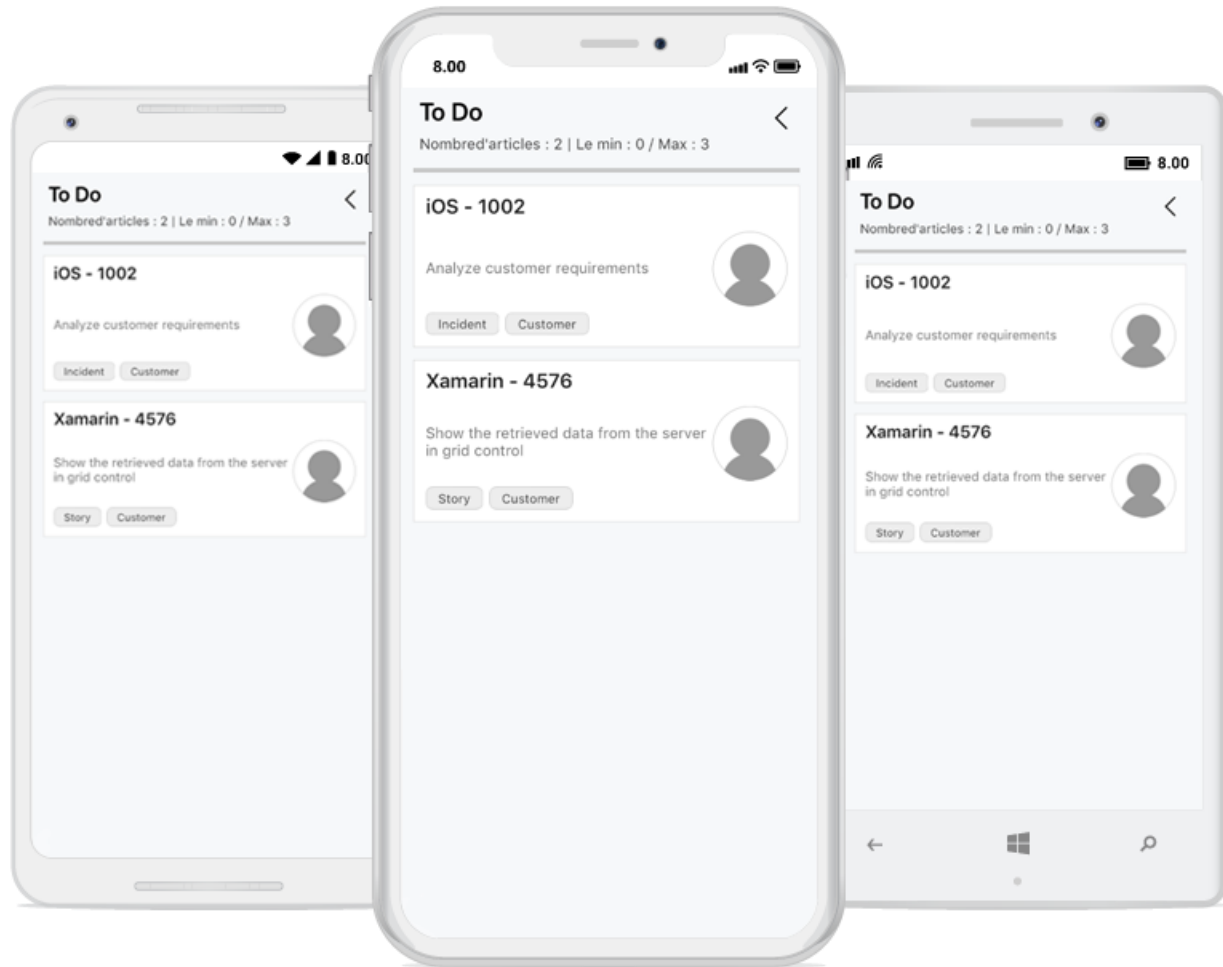 8.00
To Do
Nombred'articles : 2 | Le min : 0 / Max : 3
iOS - 1002
Analyze customer requirements
Incident Customer
Xamarin - 4576
Show the retrieved data from the server
in grid control
Story Customer
8.00
To Do
Nombred'articles : 2 | Le min : 0 / Max : 3
iOS - 1002
Analyze customer requirements
Incident Customer
Xamarin - 4576
Show the retrieved data from the server
in grid control
Story Customer
8.00
To Do
Nombred'articles : 2 | Le min : 0 / Max : 3
iOS - 1002
Analyze customer requirements
Incident Customer
Xamarin - 4576
Show the retrieved data from the server
in grid control
Story Customer